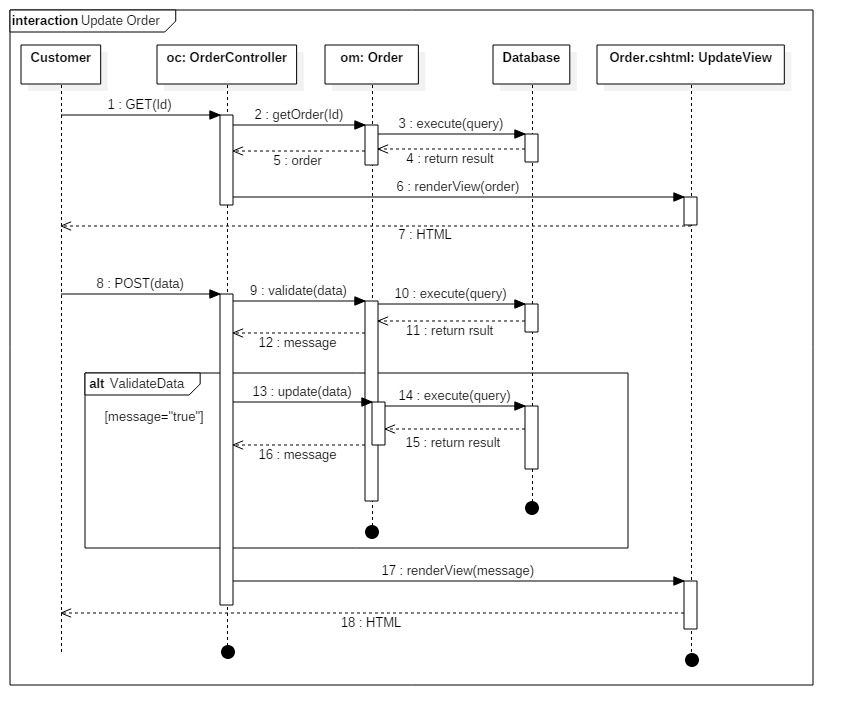 interaction Update Order
Customer
oc: OrderController
om: Order
Database
Order.cshtml: UpdateView
1 : GET(Id)
2 : getOrder(Id)
3 : execute(query)
4 : return result
5 : order
6 : renderView(order)
7 : HTML
8 : POST(data)
9 : validate(data)
10 : execute(query)
11 : return rsult
12 : message
alt ValidateData
13 : update(data)
14 : execute(query)
[message="true"]
15 : return result
16 : message
17 : renderView(message)
18 : HTML